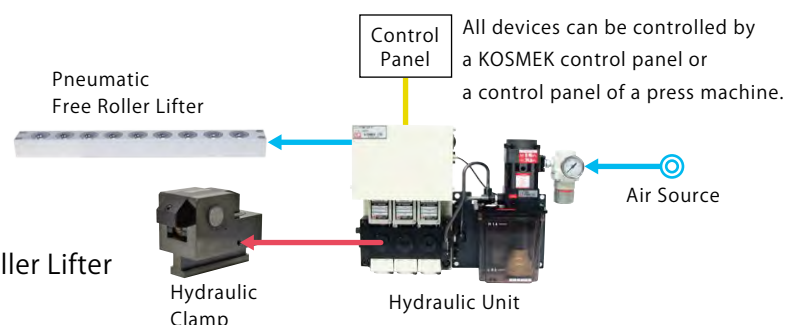 Control
Panel
All devices can be controlled by
a KOSMEK control panel or
a control panel of a press machine.
Pneumatic
Free Roller Lifter
Air Source
ller Lifter
Hydraulic
Clamp
Hydraulic Unit